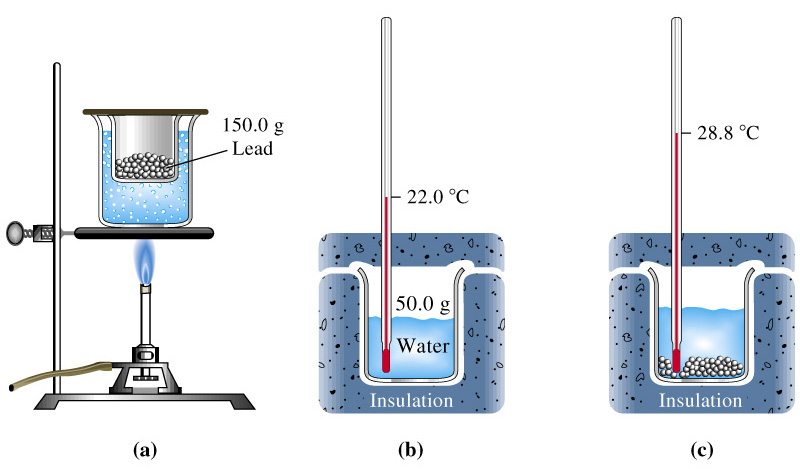 150.0 g
Lead
(a)
22.0 °C
50.0 g
Water
Insulation
(b)
28.8 °C
Insulation
(c)